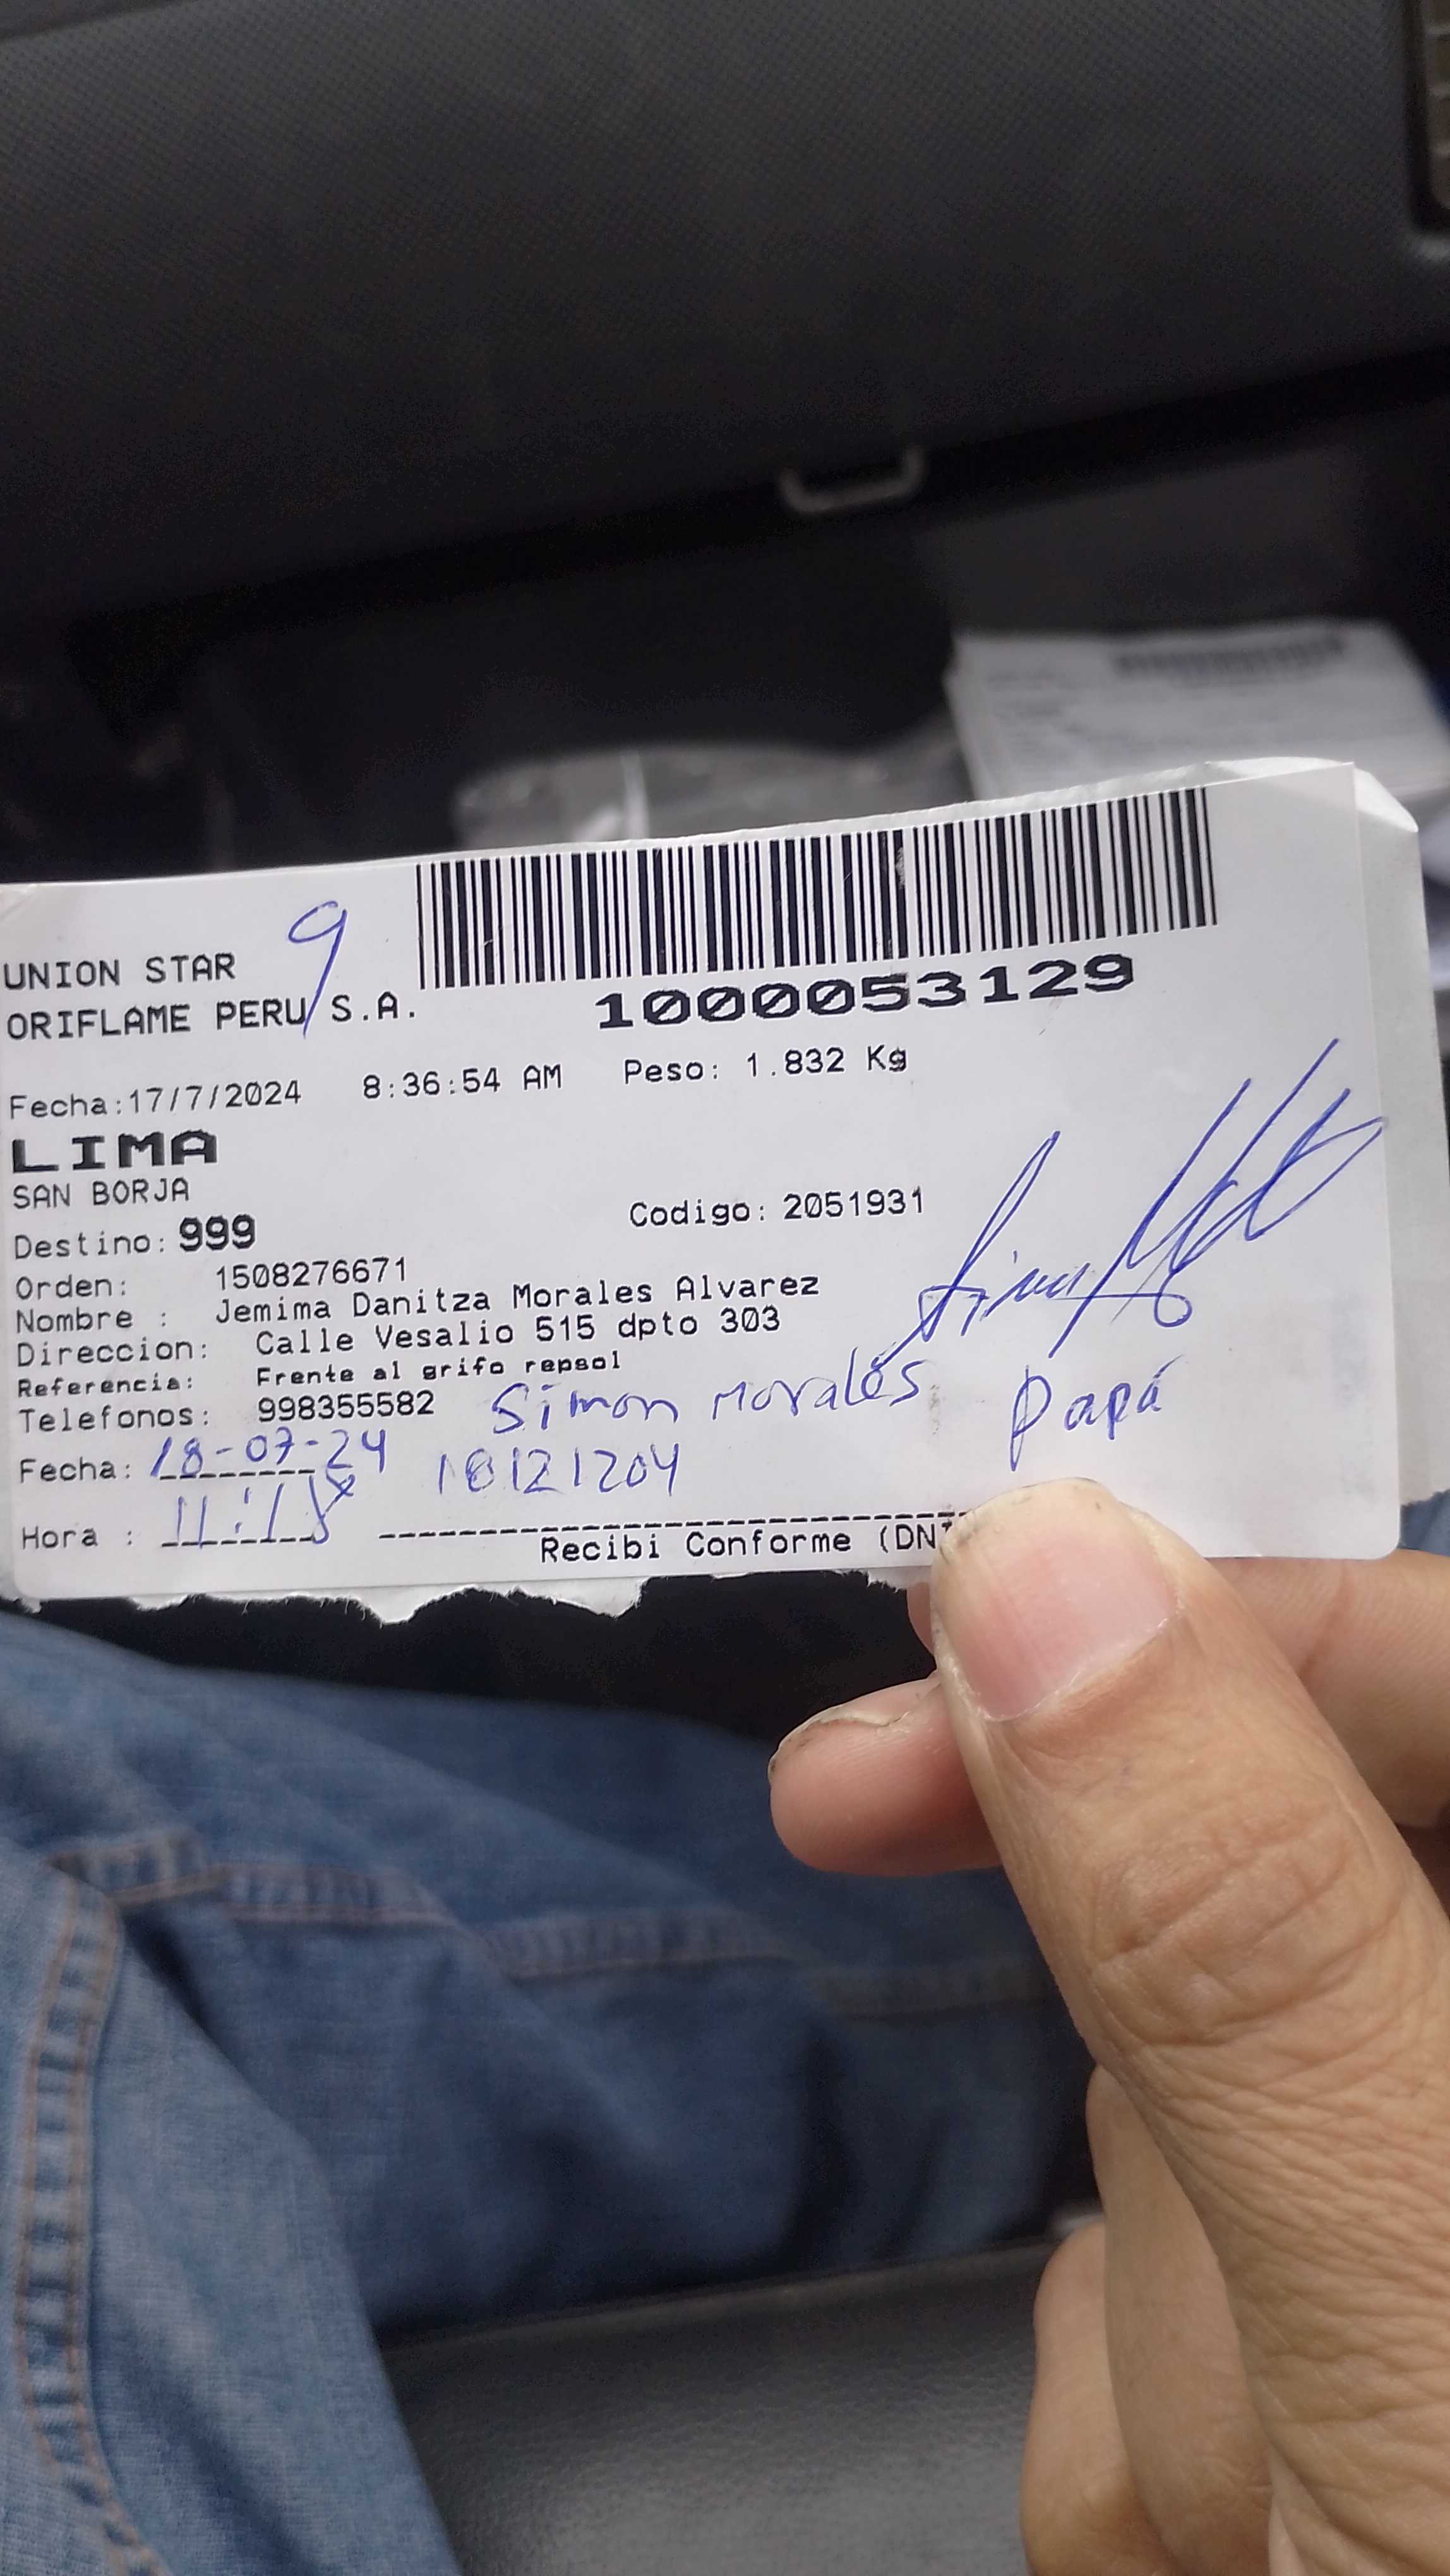 UNION STAR 9
ORIFLAME PERU S.A.
1000053129
Fecha:17/7/2024 8:36:54 AM Peso: 1.832 Kg
LIMA
SAN BORJA
Destino: 999 Codigo: 2051931
Orden: 1508276671
Nombre : Jemima Danitza Morales Alvarez
Direccion: Calle Vesalio 515 dpto 303
Referencia: Frente al grifo repsol
Telefonos: 998355582 Simon Morales Papá
Fecha: 18-07-24 18121204
Hora : 11:18
Recibi Conforme (DN